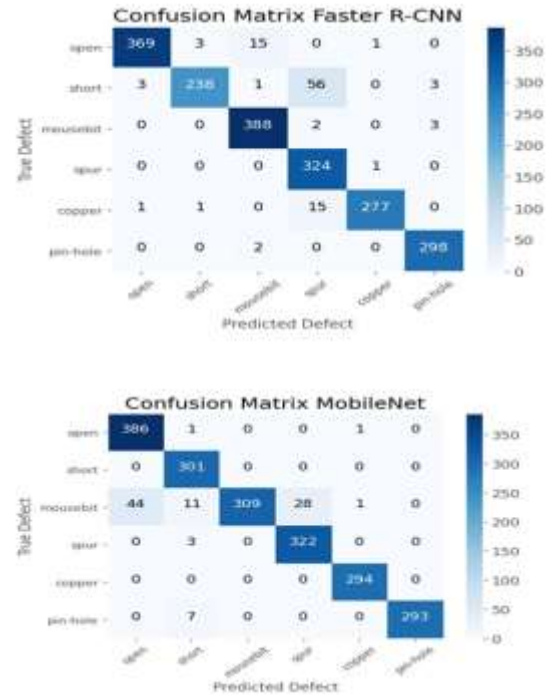 Confusion Matrix Faster R-CNN
open 369 3 15 0 1 0
short 3 238 1 56 0 3
mousebit 0 0 388 2 0 3
spur 0 0 0 324 1 0
copper 1 1 0 15 277 0
pin-hole 0 0 2 0 0 298
open short mousebit spur copper pin-hole
True Defect
Predicted Defect
350
300
250
200
150
100
50
0
Confusion Matrix MobileNet
open 386 1 0 0 1 0
short 0 301 0 0 0 0
mousebit 44 11 309 28 1 0
spur 0 3 0 322 0 0
copper 0 0 0 0 294 0
pin-hole 0 7 0 0 0 293
open short mousebit spur copper pin-hole
True Defect
Predicted Defect
350
300
250
200
150
100
50
0